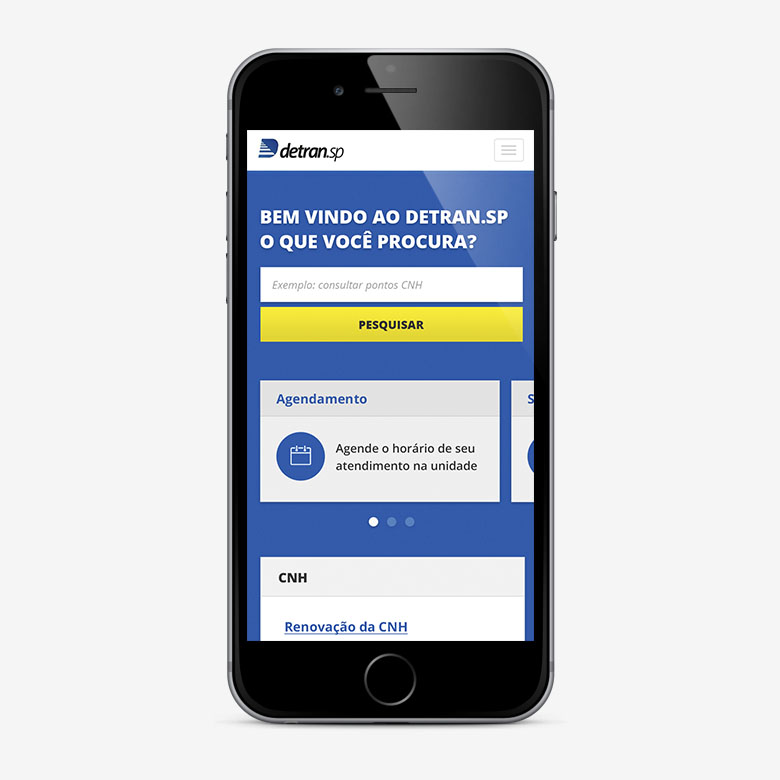 detran.sp
BEM VINDO AO DETRAN.SP
O QUE VOCÊ PROCURA?
Exemplo: consultar pontos CNH
PESQUISAR
Agendamento
S
Agende o horário de seu
atendimento na unidade
CNH
Renovação da CNH